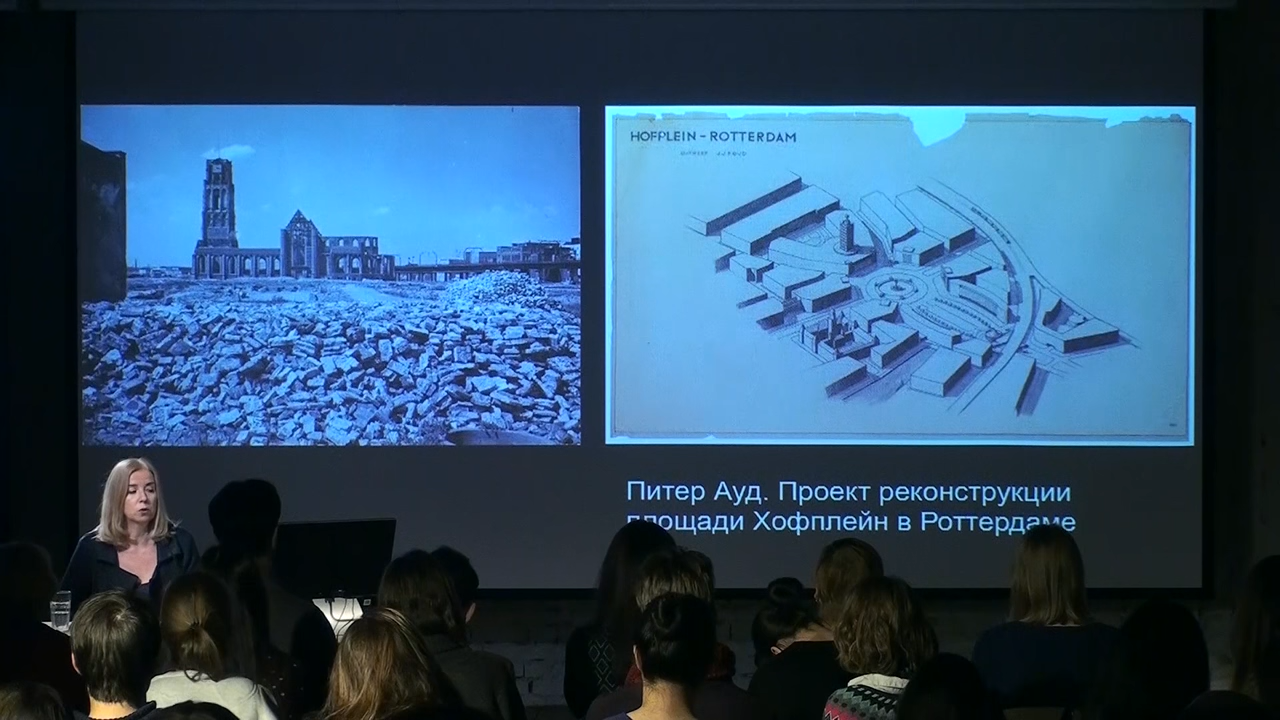 HOFPLEIN - ROTTERDAM
Питер Ауд. Проект реконструкции
площади Хофплейн в Роттердаме